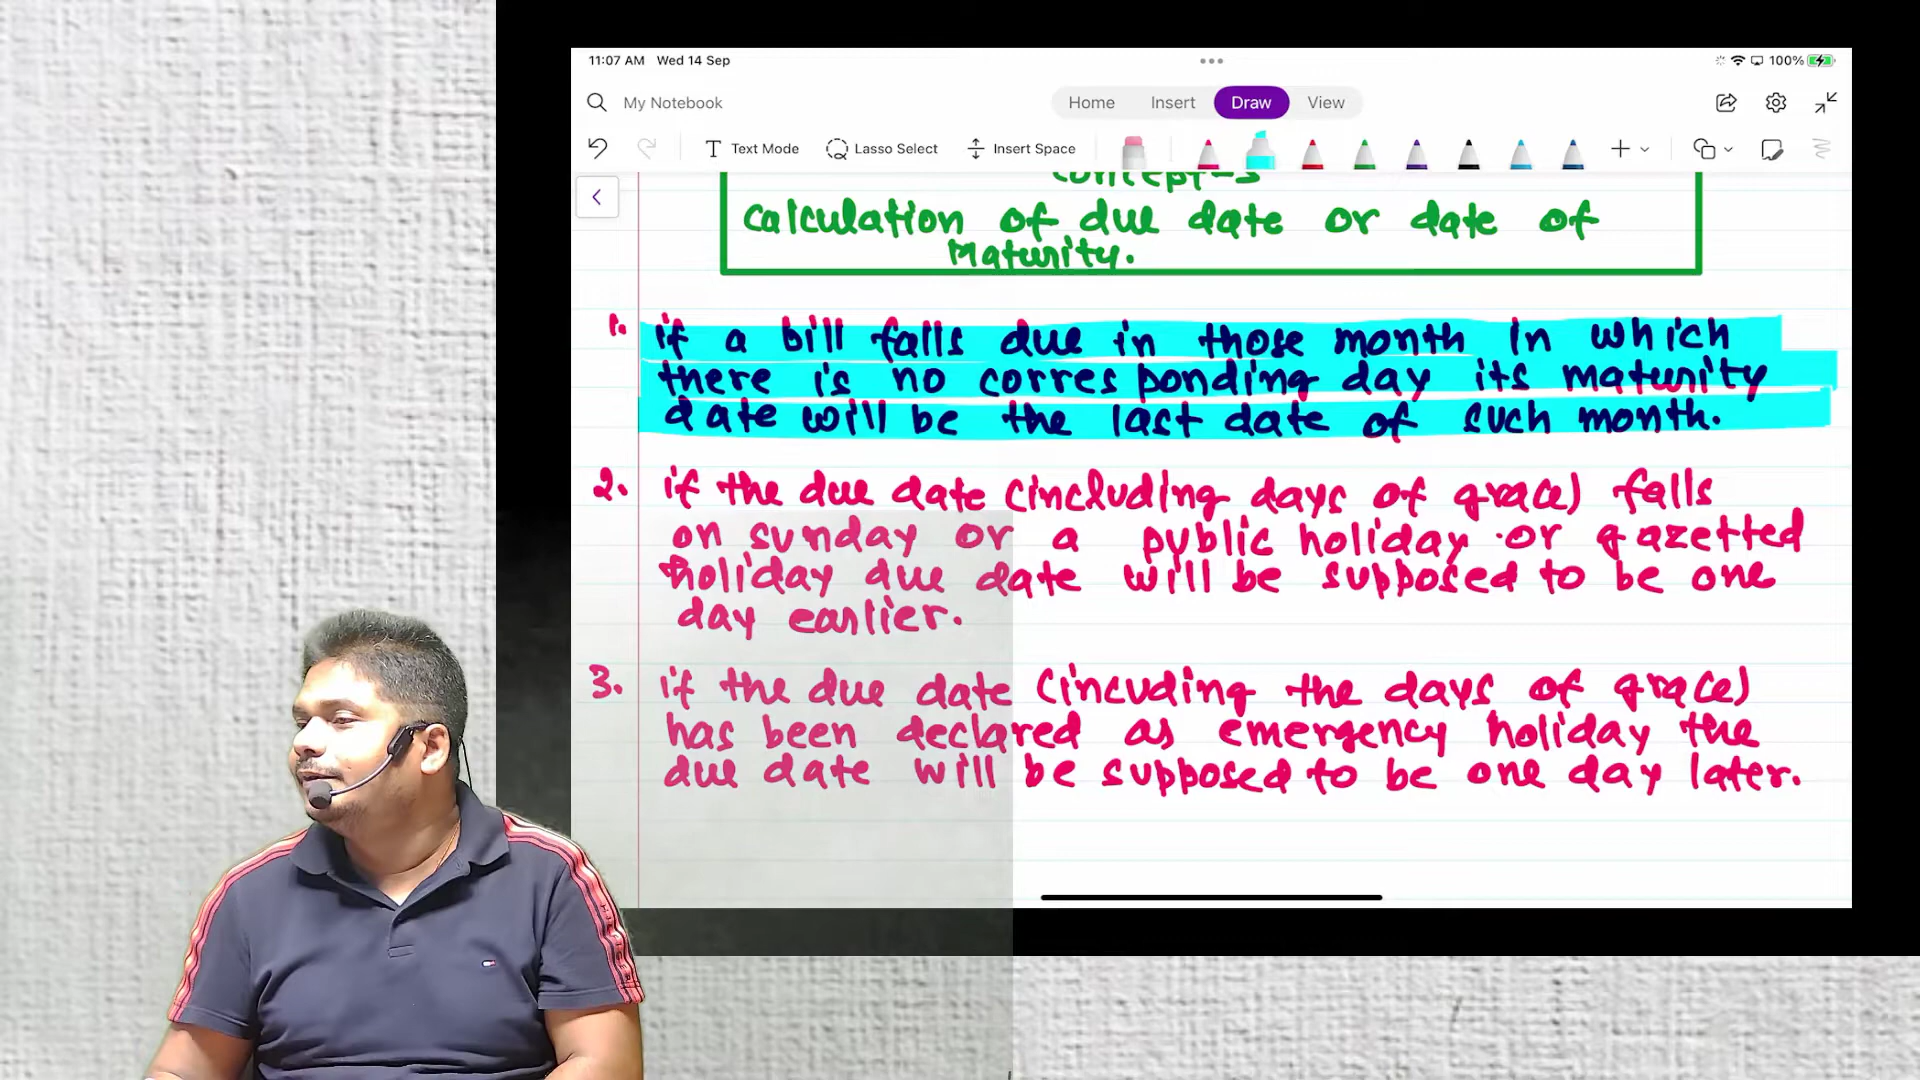 11:07 AM Wed 14 Sep
100%
My Notebook
Home Insert Draw View
Text Mode Lasso Select Insert Space
concept-3
calculation of due date or date of
Maturity.
1. if a bill falls due in those month in which
there is no corresponding day its maturity
date will be the last date of such month.
2. if the due date (including days of grace) falls
on sunday or a public holiday or gazetted
holiday due date will be supposed to be one
day earlier.
3. if the due date (incuding the days of grace)
has been declared as emergency holiday the
due date will be supposed to be one day later.